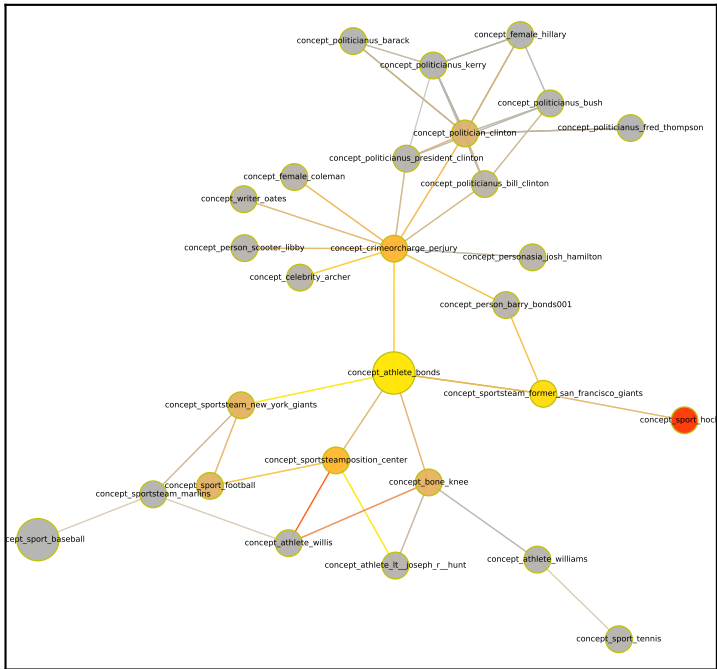 concept_female_hillary
concept_politicianus_barack
concept_politicianus_kerry
concept_politicianus_bush
concept_politicianus_fred_thompson
concept_politician_clinton
concept_politicianus_president_clinton
concept_female_coleman
concept_politicianus_bill_clinton
concept_writer_oates
concept_person_scooter_libby
concept_crimeorcharge_perjury
concept_personasia_josh_hamilton
concept_celebrity_archer
concept_person_barry_bonds001
concept_athlete_bonds
concept_sportsteam_former_san_francisco_giants
concept_sportsteam_new_york_giants
concept_sport_hoc
concept_sportsteamposition_center
concept_bone_knee
concept_sport_football
concept_sportsteam_marlins
cept_sport_baseball
concept_athlete_willis
concept_athlete_williams
concept_athlete_lt__joseph_r__hunt
concept_sport_tennis